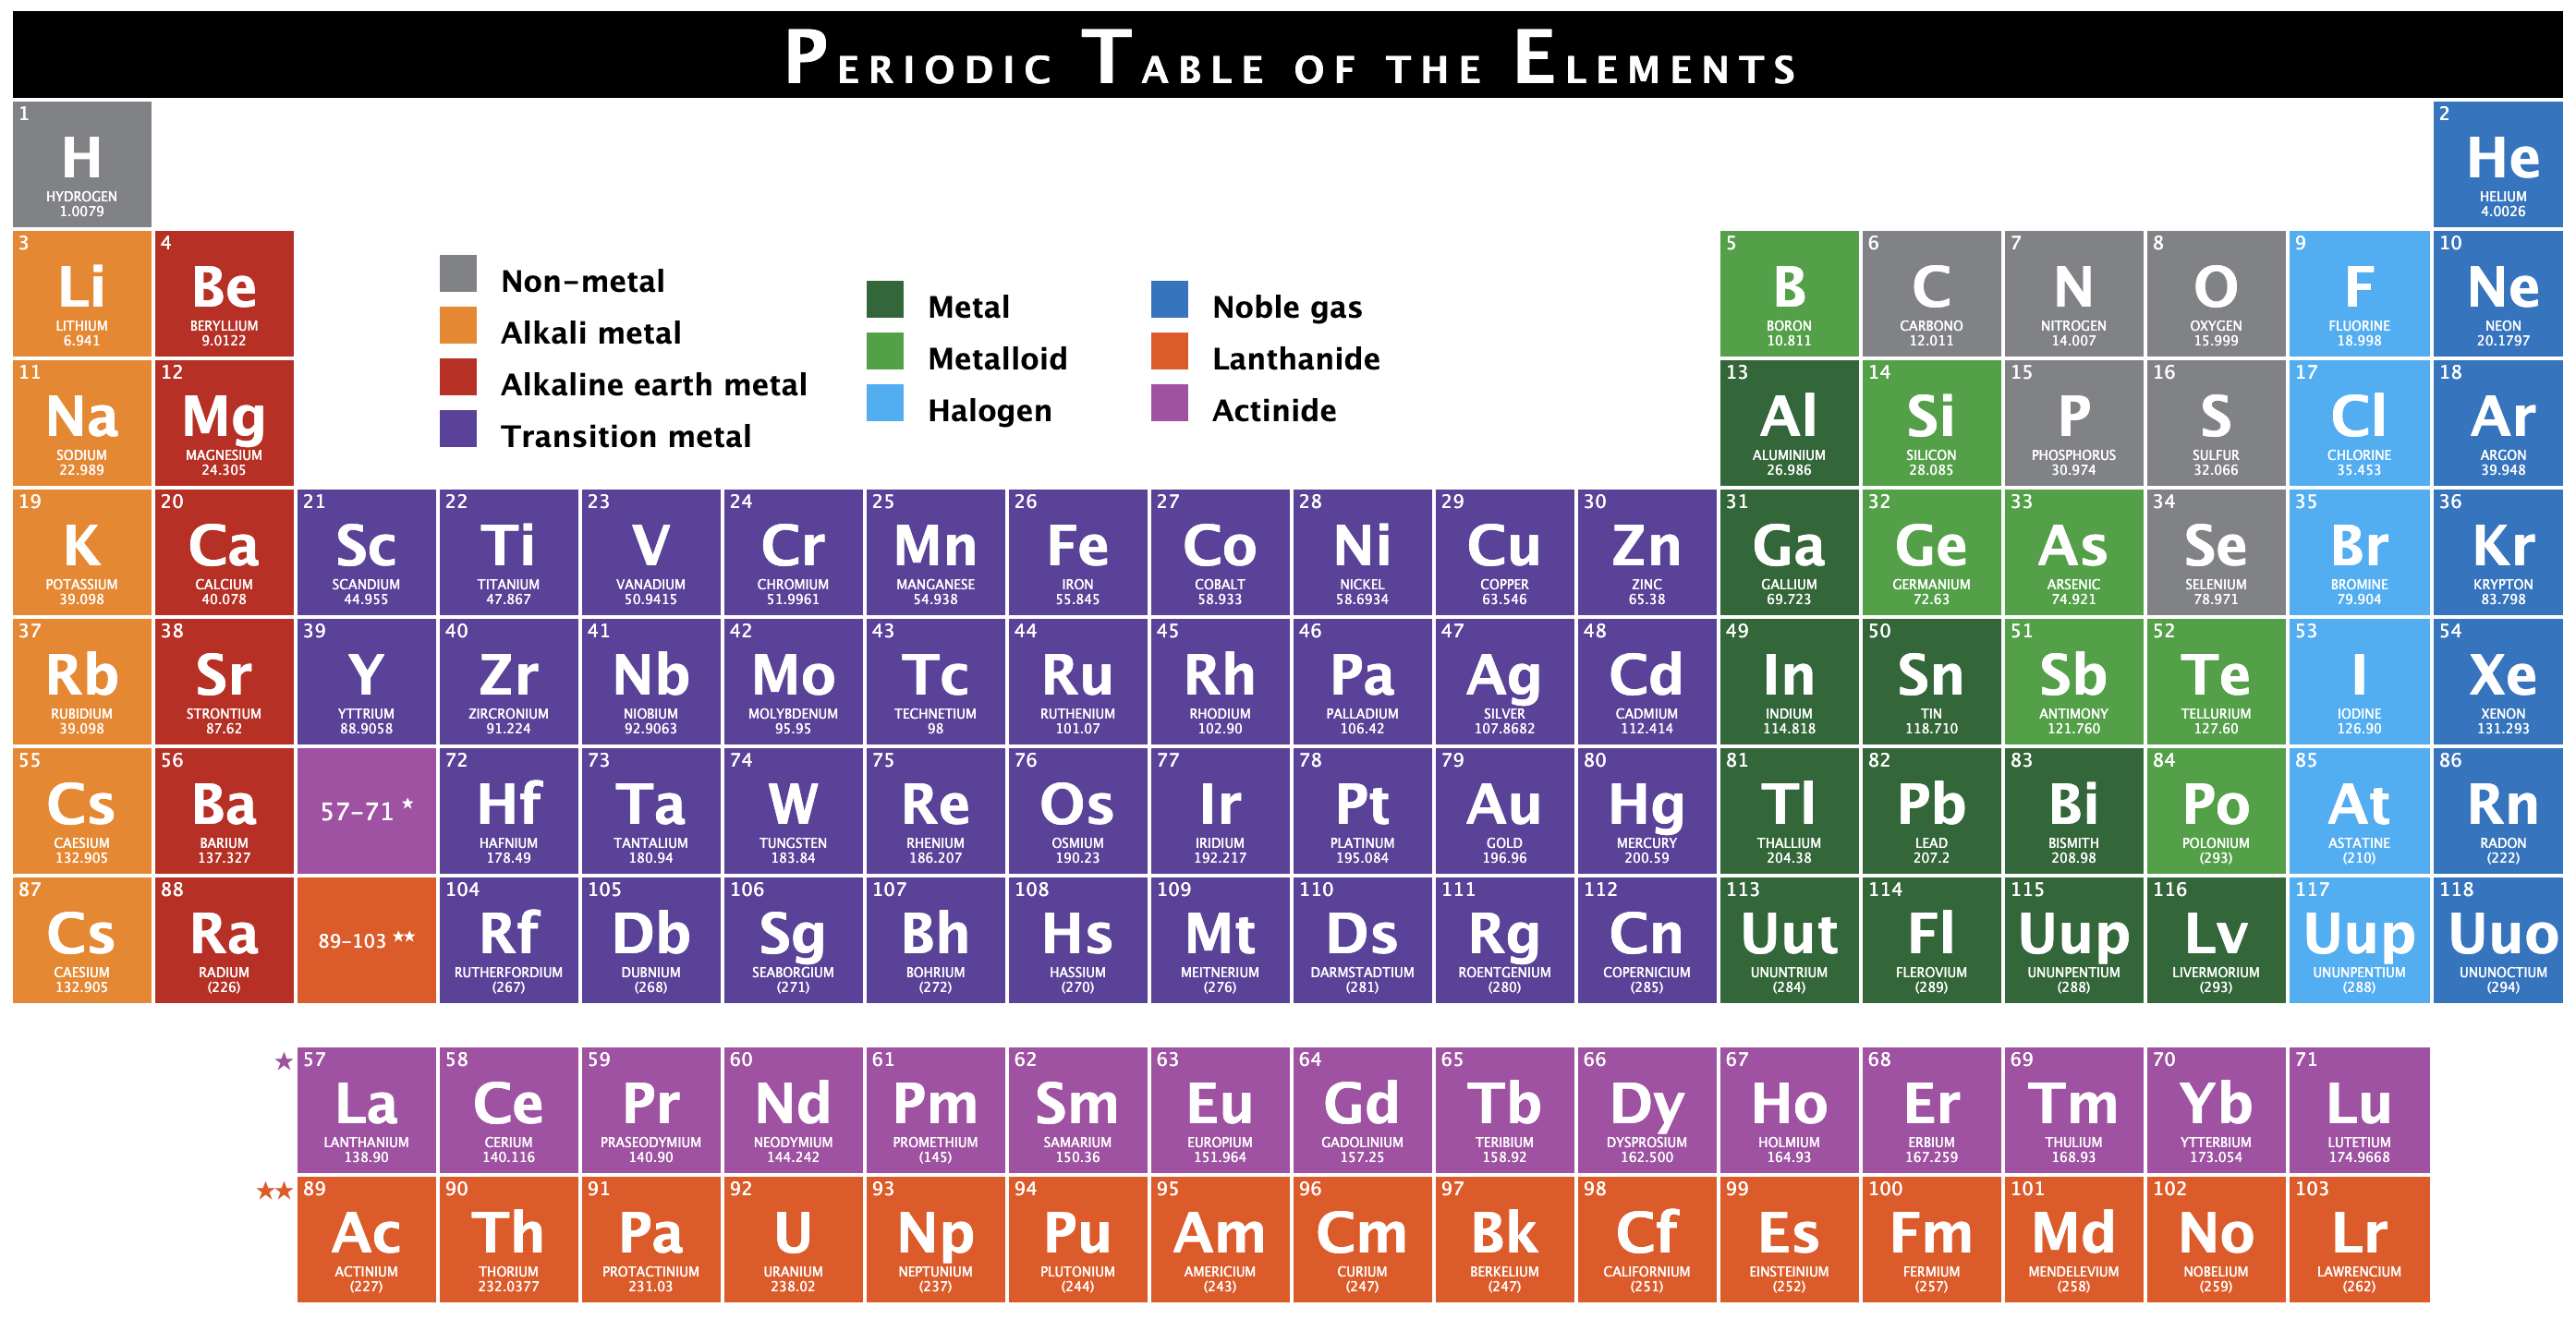 PERIODIC TABLE OF THE ELEMENTS
1 2
H He
HYDROGEN HELIUM
1.0079 4.0026
3 4 5 6 7 8 9 10
Li Be B C N O F Ne
LITHIUM BERYLLIUM BORON CARBONO NITROGEN OXYGEN FLUORINE NEON
6.941 9.0122 10.811 12.011 14.007 15.999 18.998 20.1797
Non-metal
Alkali metal
Alkaline earth metal
Transition metal
Metal
Metalloid
Halogen
Noble gas
Lanthanide
Actinide
11 12 13 14 15 16 17 18
Na Mg Al Si P S Cl Ar
SODIUM MAGNESIUM ALUMINIUM SILICON PHOSPHORUS SULFUR CHLORINE ARGON
22.989 24.305 26.986 28.085 30.974 32.066 35.453 39.948
19 20 21 22 23 24 25 26 27 28 29 30 31 32 33 34 35 36
K Ca Sc Ti V Cr Mn Fe Co Ni Cu Zn Ga Ge As Se Br Kr
POTASSIUM CALCIUM SCANDIUM TITANIUM VANADIUM CHROMIUM MANGANESE IRON COBALT NICKEL COPPER ZINC GALLIUM GERMANIUM ARSENIC SELENIUM BROMINE KRYPTON
39.098 40.078 44.955 47.867 50.9415 51.9961 54.938 55.845 58.933 58.6934 63.546 65.38 69.723 72.63 74.921 78.971 79.904 83.798
37 38 39 40 41 42 43 44 45 46 47 48 49 50 51 52 53 54
Rb Sr Y Zr Nb Mo Tc Ru Rh Pa Ag Cd In Sn Sb Te I Xe
RUBIDIUM STRONTIUM YTTRIUM ZIRCRONIUM NIOBIUM MOLYBDENUM TECHNETIUM RUTHENIUM RHODIUM PALLADIUM SILVER CADMIUM INDIUM TIN ANTIMONY TELLURIUM IODINE XENON
39.098 87.62 88.9058 91.224 92.9063 95.95 98 101.07 102.90 106.42 107.8682 112.414 114.818 118.710 121.760 127.60 126.90 131.293
55 56 72 73 74 75 76 77 78 79 80 81 82 83 84 85 86
Cs Ba 57-71 ★ Hf Ta W Re Os Ir Pt Au Hg Tl Pb Bi Po At Rn
CAESIUM BARIUM HAFNIUM TANTALIUM TUNGSTEN RHENIUM OSMIUM IRIDIUM PLATINUM GOLD MERCURY THALLIUM LEAD BISMITH POLONIUM ASTATINE RADON
132.905 137.327 178.49 180.94 183.84 186.207 190.23 192.217 195.084 196.96 200.59 204.38 207.2 208.98 (293) (210) (222)
87 88 104 105 106 107 108 109 110 111 112 113 114 115 116 117 118
Cs Ra 89-103 ★★ Rf Db Sg Bh Hs Mt Ds Rg Cn Uut Fl Uup Lv Uup Uuo
CAESIUM RADIUM RUTHERFORDIUM DUBNIUM SEABORGIUM BOHRIUM HASSIUM MEITNERIUM DARMSTADTIUM ROENTGENIUM COPERNICIUM UNUNTRIUM FLEROVIUM UNUNPENTIUM LIVERMORIUM UNUNPENTIUM UNUNOCTIUM
132.905 (226) (267) (268) (271) (272) (270) (276) (281) (280) (285) (284) (289) (288) (293) (288) (294)
★ 57 58 59 60 61 62 63 64 65 66 67 68 69 70 71
La Ce Pr Nd Pm Sm Eu Gd Tb Dy Ho Er Tm Yb Lu
LANTHANIUM CERIUM PRASEODYMIUM NEODYMIUM PROMETHIUM SAMARIUM EUROPIUM GADOLINIUM TERIBIUM DYSPROSIUM HOLMIUM ERBIUM THULIUM YTTERBIUM LUTETIUM
138.90 140.116 140.90 144.242 (145) 150.36 151.964 157.25 158.92 162.500 164.93 167.259 168.93 173.054 174.9668
★★ 89 90 91 92 93 94 95 96 97 98 99 100 101 102 103
Ac Th Pa U Np Pu Am Cm Bk Cf Es Fm Md No Lr
ACTINIUM THORIUM PROTACTINIUM URANIUM NEPTUNIUM PLUTONIUM AMERICIUM CURIUM BERKELIUM CALIFORNIUM EINSTEINIUM FERMIUM MENDELEVIUM NOBELIUM LAWRENCIUM
(227) 232.0377 231.03 238.02 (237) (244) (243) (247) (247) (251) (252) (257) (258) (259) (262)